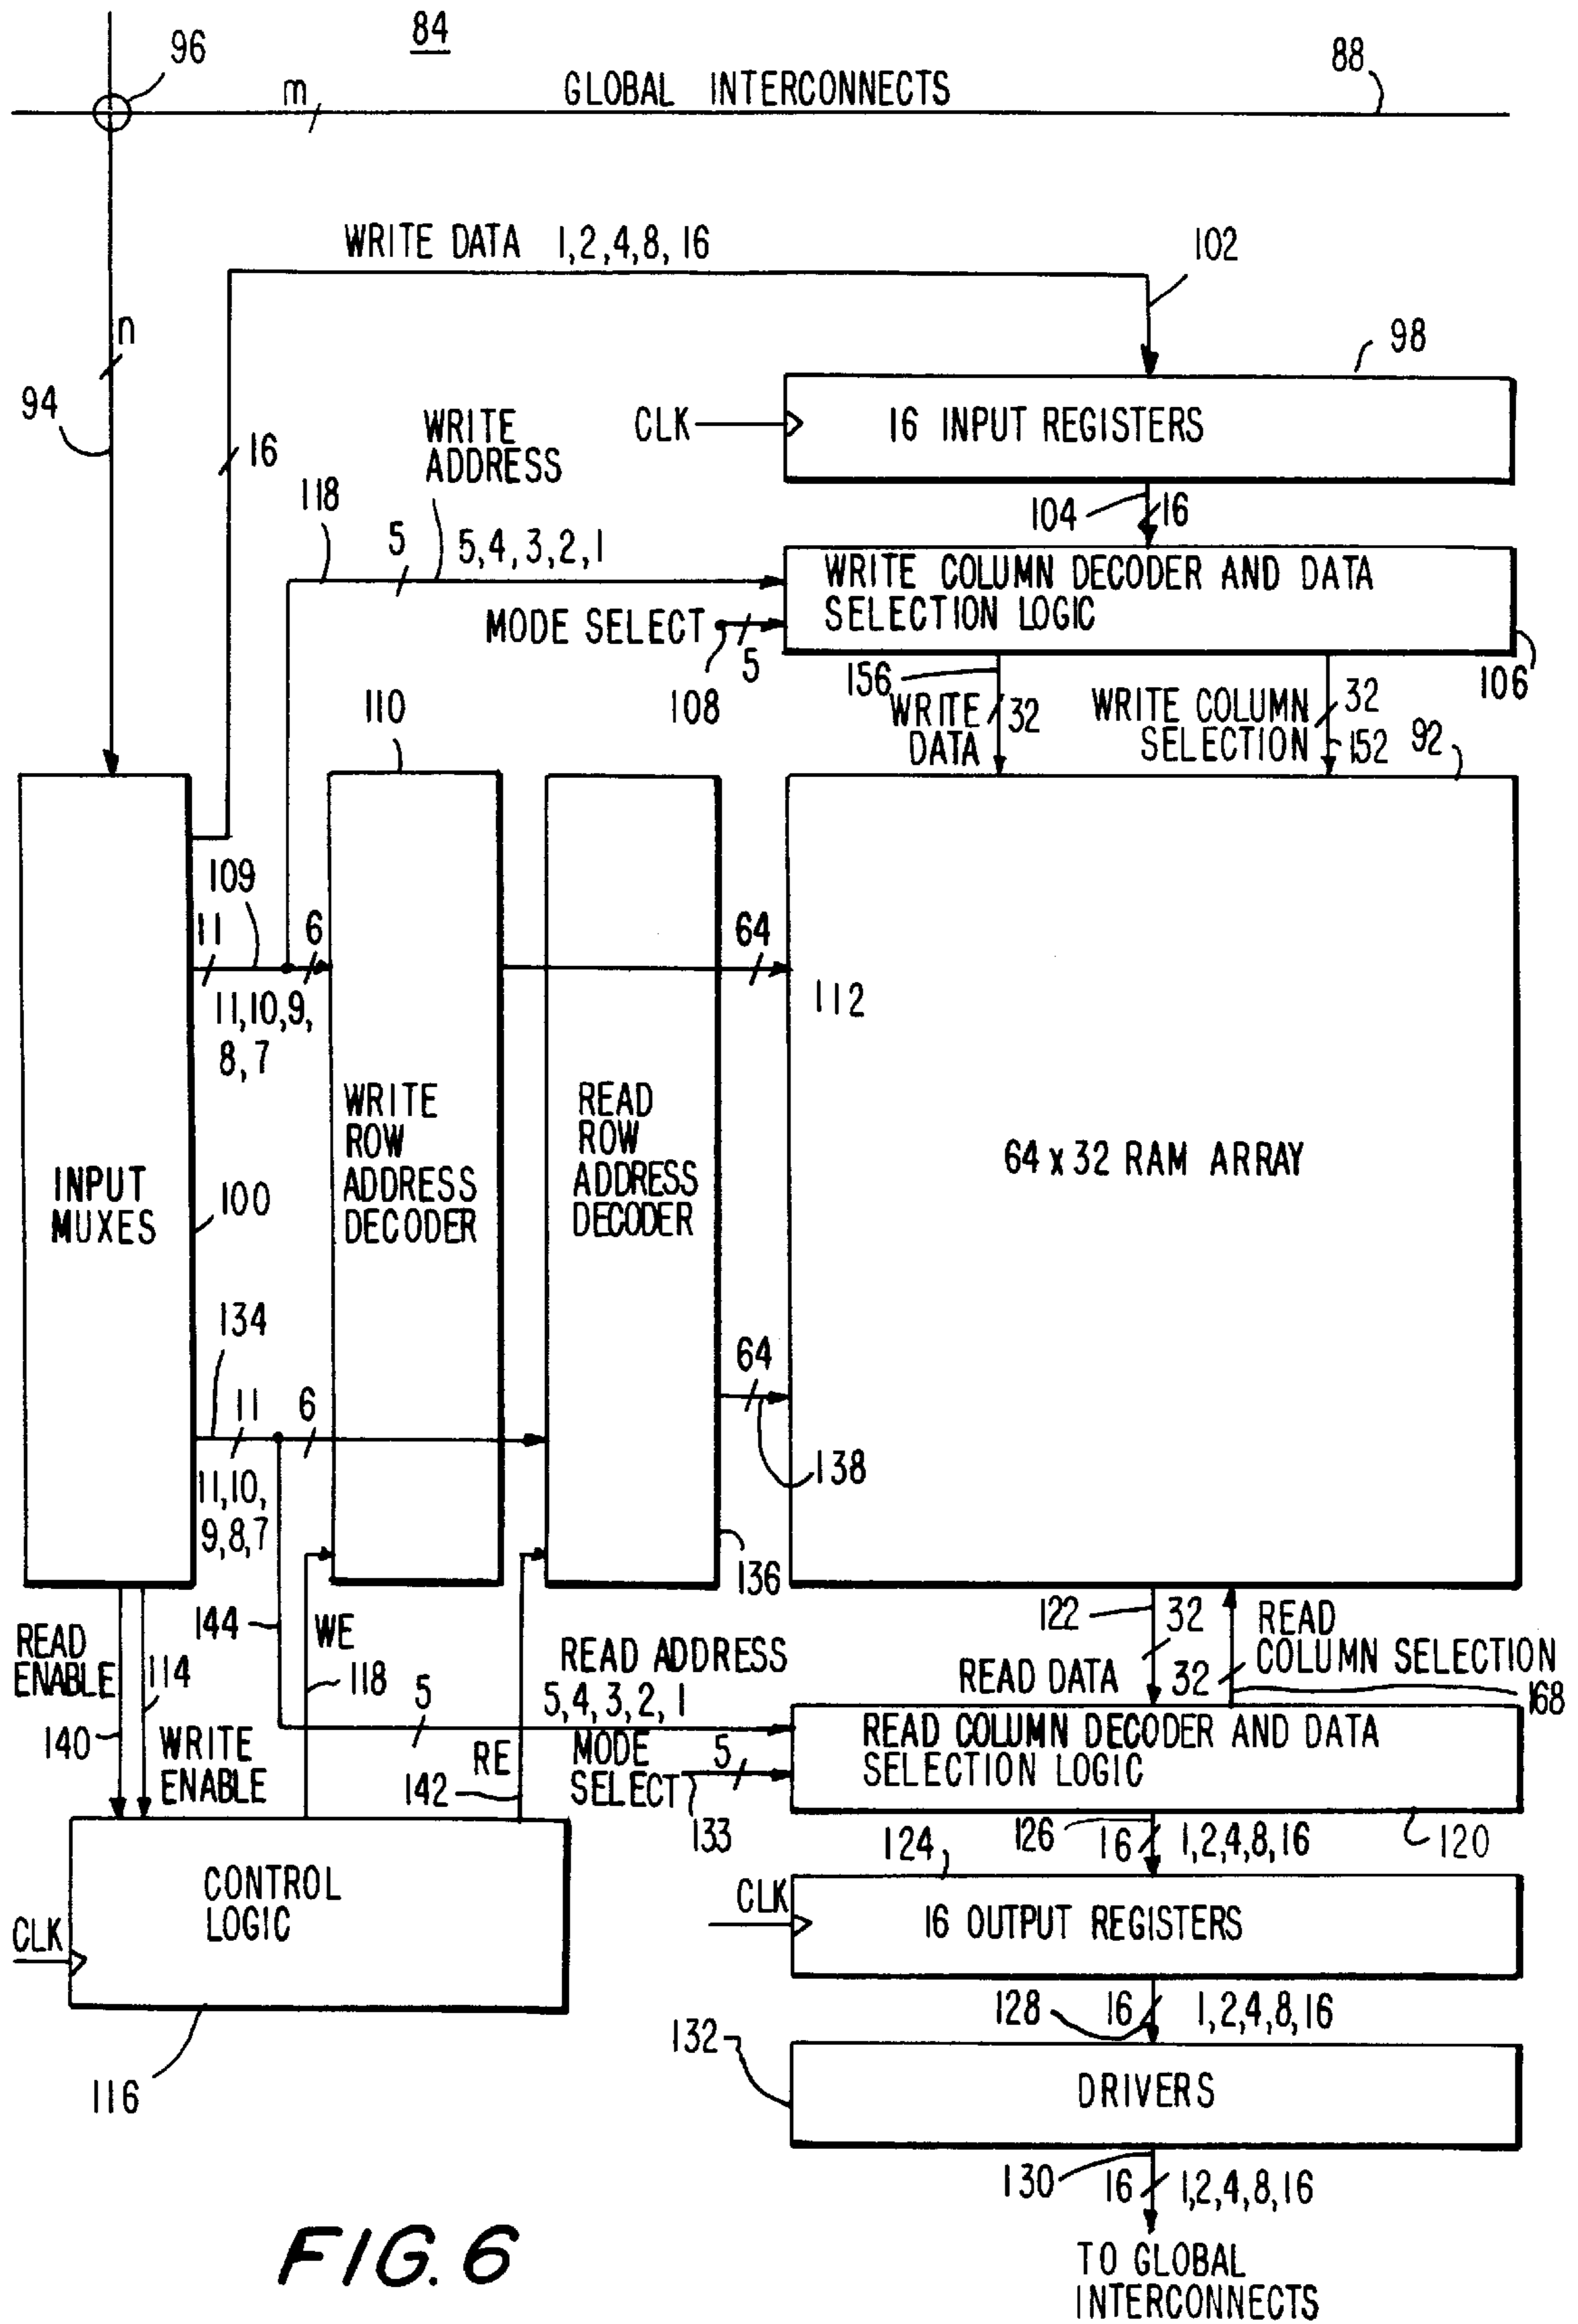 84
96
m
GLOBAL INTERCONNECTS
88
WRITE DATA 1,2,4,8,16
102
n
98
94
16
WRITE
ADDRESS
CLK
16 INPUT REGISTERS
118
104
16
5
5,4,3,2,1
WRITE COLUMN DECODER AND DATA
SELECTION LOGIC
MODE SELECT
5
108
106
156
WRITE
DATA
32
WRITE COLUMN
SELECTION
32
152
92
110
109
11
6
64
112
11,10,9,
8,7
INPUT
MUXES
100
WRITE
ROW
ADDRESS
DECODER
READ
ROW
ADDRESS
DECODER
64 x 32 RAM ARRAY
134
11
6
64
138
11,10,
9,8,7
136
READ
ENABLE
140
114
WRITE
ENABLE
144
WE
118
5
READ ADDRESS
5,4,3,2,1
RE
142
MODE
SELECT
5
133
122
32
READ DATA
32
READ
COLUMN SELECTION
168
READ COLUMN DECODER AND DATA
SELECTION LOGIC
120
126
16
1,2,4,8,16
124
CLK
16 OUTPUT REGISTERS
CONTROL
LOGIC
CLK
116
128
16
1,2,4,8,16
132
DRIVERS
130
16
1,2,4,8,16
TO GLOBAL
INTERCONNECTS
FIG. 6